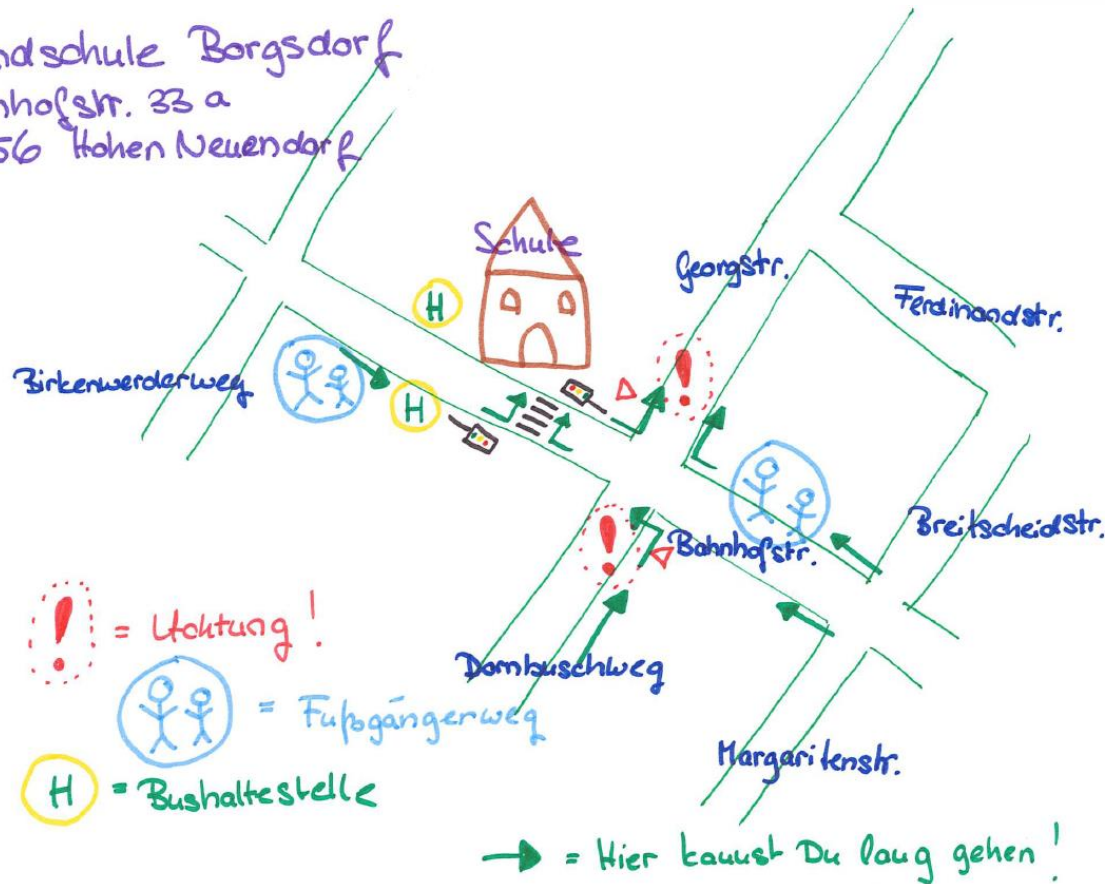 ndschule Borgsdorf
nhofstr. 33 a
56 Hohen Neuendorf
Schule
Georgstr.
Ferdinandstr.
H
Birkenwerderweg
H
!
Breitscheidstr.
!
Bahnhofstr.
! = Achtung!
Dornbuschweg
= Fußgängerweg
Margaritenstr.
H = Bushaltestelle
= Hier kannst Du lang gehen!